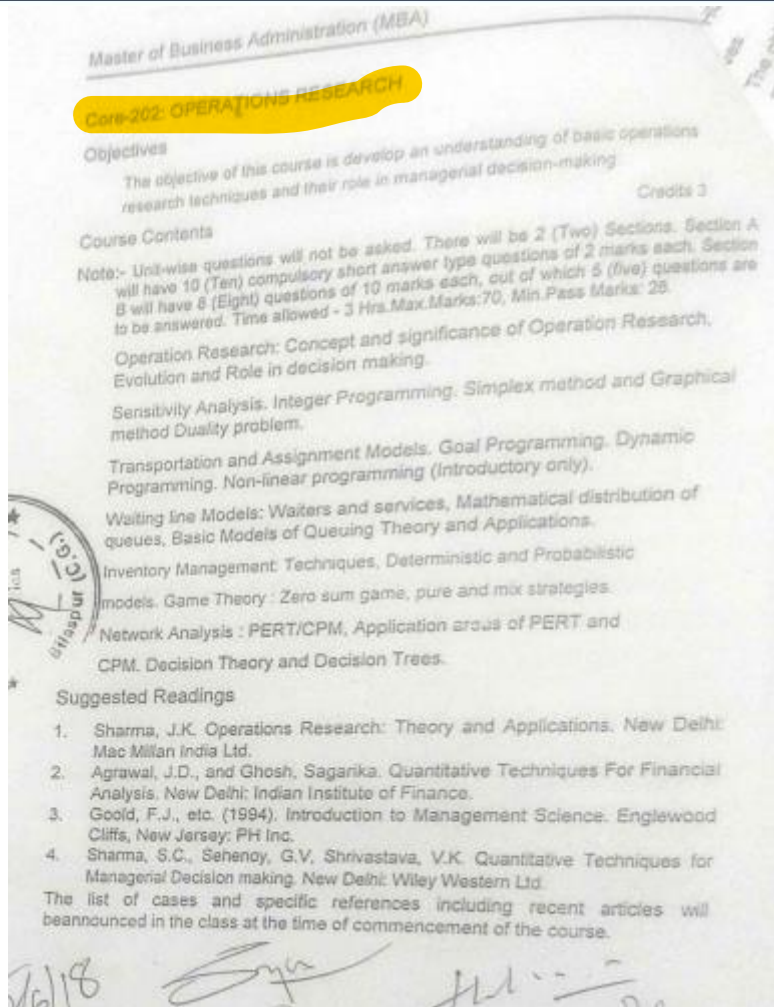 Master of Business Administration (MBA)
Core-202: OPERATIONS RESEARCH
Objectives
The objective of this course is develop an understanding of basic operations
research techniques and their role in managerial decision-making.
Credits 3
Course Contents
Note:- Unit-wise questions will not be asked. There will be 2 (Two) Sections. Section A
will have 10 (Ten) compulsory short answer type questions of 2 marks each. Section
B will have 8 (Eight) questions of 10 marks each, out of which 5 (five) questions are
to be answered. Time allowed - 3 Hrs.Max.Marks:70, Min.Pass Marks: 28.
Operation Research: Concept and significance of Operation Research,
Evolution and Role in decision making.
Sensitivity Analysis. Integer Programming. Simplex method and Graphical
method Duality problem.
Transportation and Assignment Models. Goal Programming. Dynamic
Programming. Non-linear programming (Introductory only).
Waiting line Models: Waiters and services, Mathematical distribution of
queues, Basic Models of Queuing Theory and Applications.
Inventory Management: Techniques, Deterministic and Probabilistic
models. Game Theory : Zero sum game, pure and mix strategies.
Network Analysis : PERT/CPM, Application areas of PERT and
CPM. Decision Theory and Decision Trees.
(C.G.)
Suggested Readings
1. Sharma, J.K. Operations Research: Theory and Applications. New Delhi:
Mac Millan India Ltd.
2. Agrawal, J.D., and Ghosh, Sagarika. Quantitative Techniques For Financial
Analysis. New Delhi: Indian Institute of Finance.
3. Goold, F.J., etc. (1994). Introduction to Management Science. Englewood
Cliffs, New Jersey: PH Inc.
4. Sharma, S.C., Sehenoy, G.V, Shrivastava, V.K. Quantitative Techniques for
Managerial Decision making. New Delhi: Wiley Western Ltd.
The list of cases and specific references including recent articles will
beannounced in the class at the time of commencement of the course.